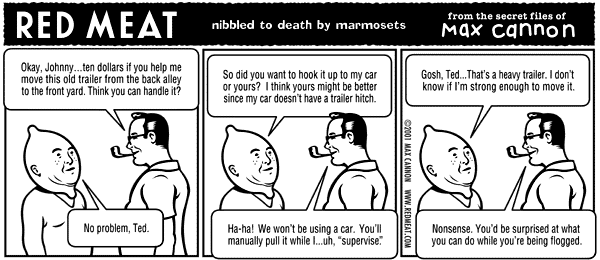 RED MEAT
nibbled to death by marmosets
from the secret files of
max cannon
Okay, Johnny...ten dollars if you help me
move this old trailer from the back alley
to the front yard. Think you can handle it?
No problem, Ted.
So did you want to hook it up to my car
or yours? I think yours might be better
since my car doesn't have a trailer hitch.
Ha-ha! We won't be using a car. You'll
manually pull it while I...uh, “supervise.”
Gosh, Ted...That's a heavy trailer. I don't
know if I'm strong enough to move it.
Nonsense. You'd be surprised at what
you can do while you're being flogged.
©2001 MAX CANNON WWW.REDMEAT.COM